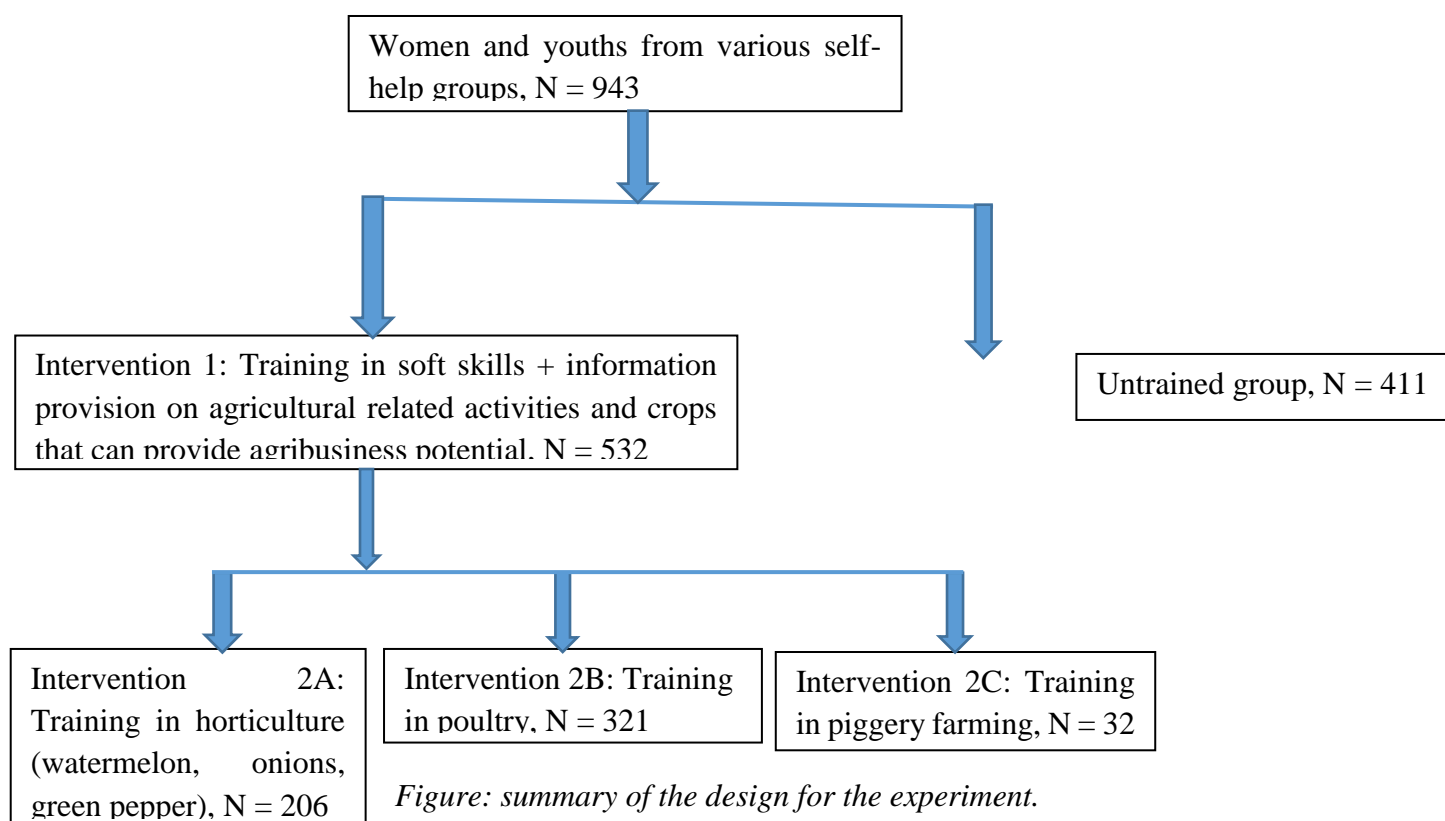 Women and youths from various self-
help groups, N = 943
Intervention 1: Training in soft skills + information
provision on agricultural related activities and crops
that can provide agribusiness potential, N = 532
Untrained group, N = 411
Intervention 2A:
Training in horticulture
(watermelon, onions,
green pepper), N = 206
Intervention 2B: Training
in poultry, N = 321
Intervention 2C: Training
in piggery farming, N = 32
Figure: summary of the design for the experiment.